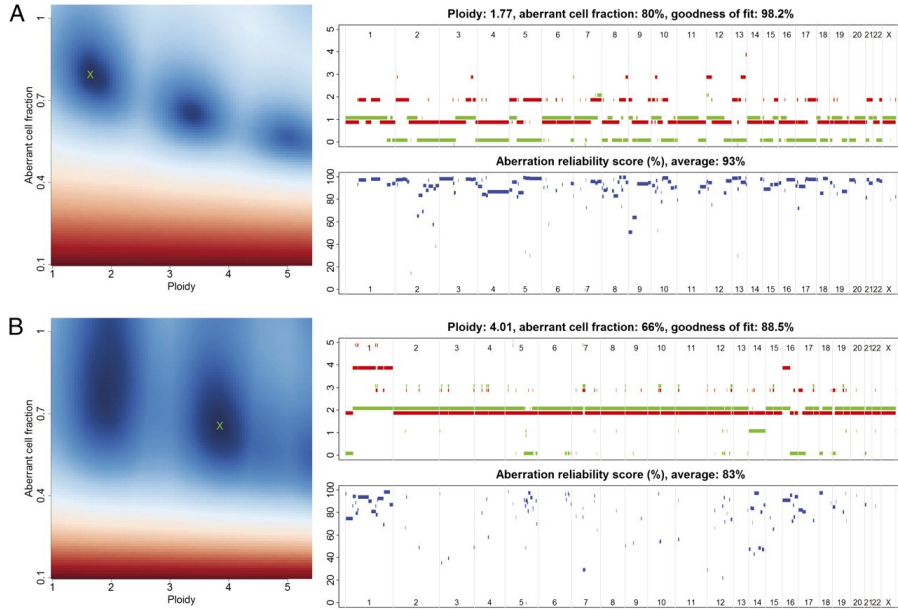 A
Aberrant cell fraction
1
0.7
0.4
0.1
1 2 3 4 5
Ploidy
Ploidy: 1.77, aberrant cell fraction: 80%, goodness of fit: 98.2%
5
4
3
2
1
0
1 2 3 4 5 6 7 8 9 10 11 12 13 14 15 16 17 18 19 20 21 22 X
Aberration reliability score (%), average: 93%
100
80
60
40
20
0
1 2 3 4 5 6 7 8 9 10 11 12 13 14 15 16 17 18 19 20 21 22 X
X
B
Aberrant cell fraction
1
0.7
0.4
0.1
1 2 3 4 5
Ploidy
Ploidy: 4.01, aberrant cell fraction: 66%, goodness of fit: 88.5%
5
4
3
2
1
0
1 2 3 4 5 6 7 8 9 10 11 12 13 14 15 16 17 18 19 20 21 22 X
Aberration reliability score (%), average: 83%
100
80
60
40
20
0
1 2 3 4 5 6 7 8 9 10 11 12 13 14 15 16 17 18 19 20 21 22 X
X